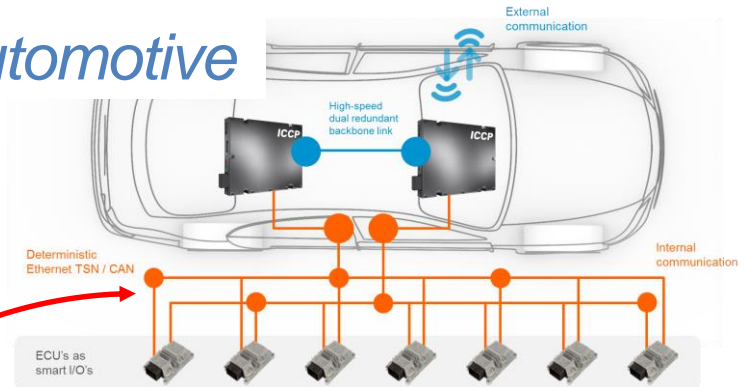 External
communication
utomotive
High-speed
dual redundant
backbone link
ICCP
ICCP
Deterministic
Ethernet TSN / CAN
Internal
communication
ECU's as
smart I/O's